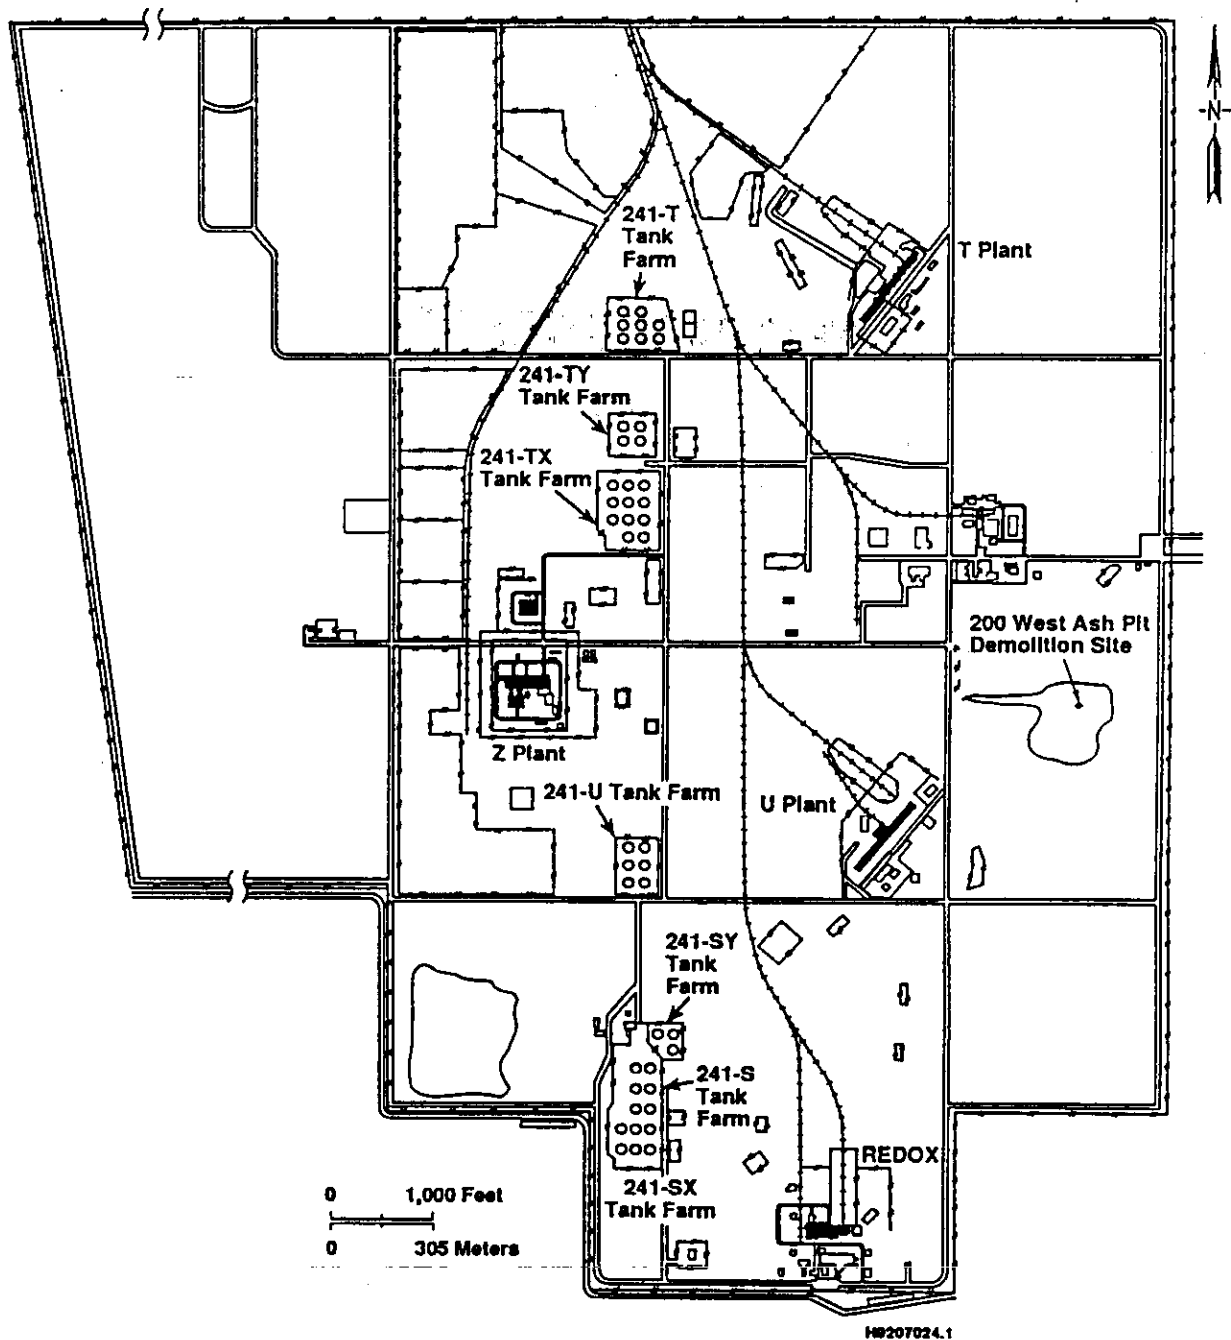 N
241-T
Tank
Farm
T Plant
241-TY
Tank Farm
241-TX
Tank Farm
200 West Ash Pit
Demolition Site
Z Plant
241-U Tank Farm
U Plant
241-SY
Tank
Farm
241-S
Tank
Farm
REDOX
241-SX
Tank Farm
0 1,000 Feet
0 305 Meters
H9207024.1